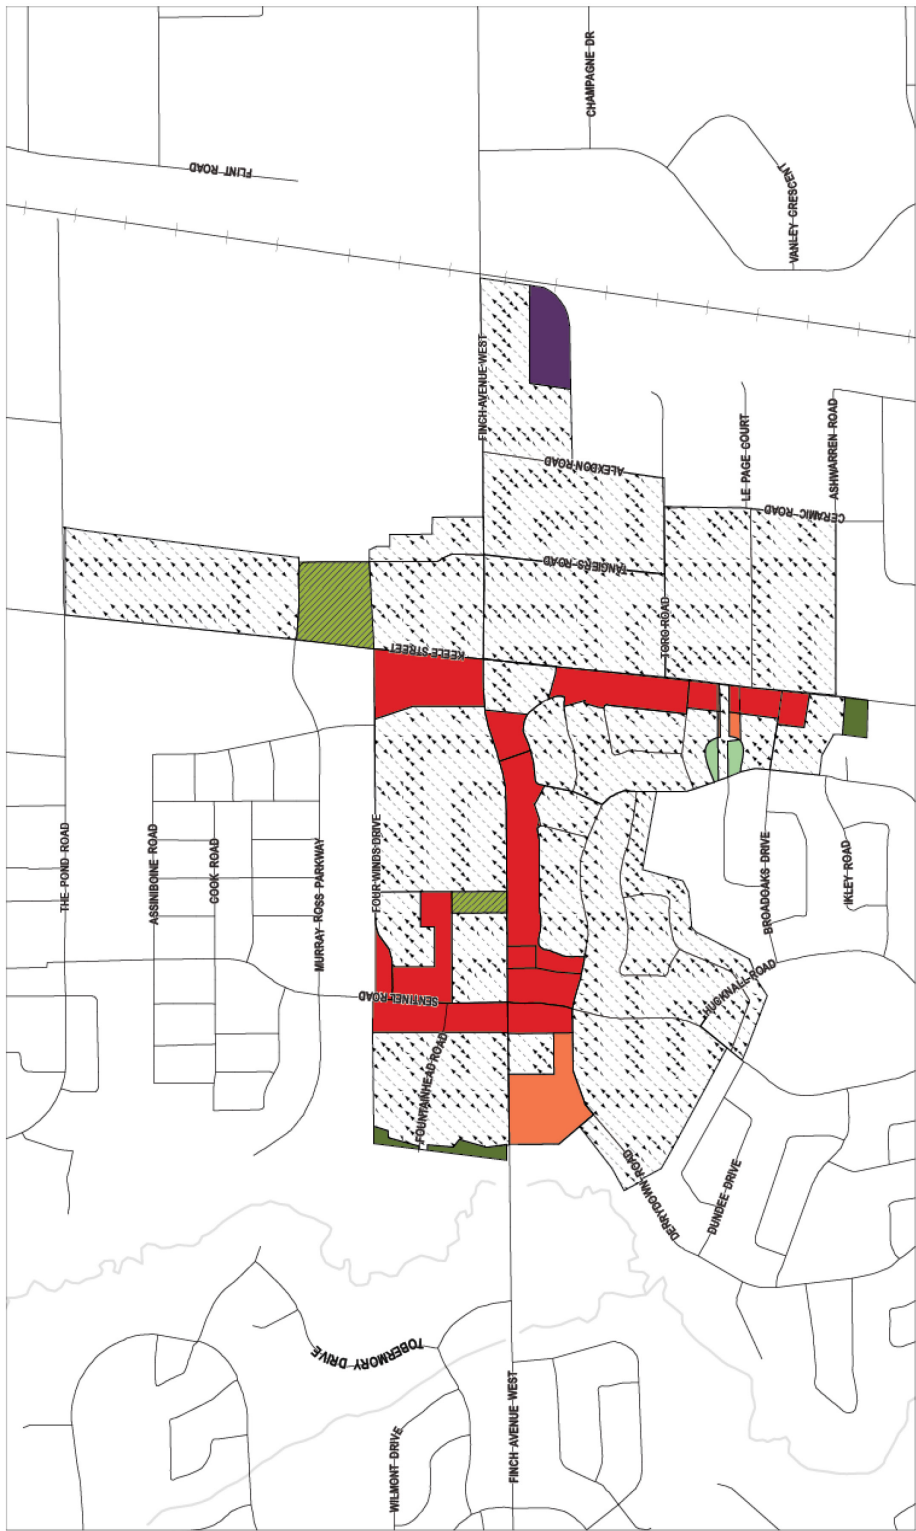 CHAMPAGNE DR
FLINT ROAD
VANLEY CRESCENT
FINCH AVENUE WEST
ALEXDON ROAD
LE PAGE COURT
ASHWARREN ROAD
CERAMIC ROAD
TANGIERS ROAD
TORO ROAD
KEELE STREET
THE POND ROAD
ASSINIBOINE ROAD
COOK ROAD
MURRAY ROSS PARKWAY
FOUR WINDS DRIVE
BROADOAKS DRIVE
IKLEY ROAD
SENTINEL ROAD
HUCKNALL ROAD
FOUNTAINHEAD ROAD
DERRYDOWN ROAD
DUNDEE DRIVE
TOBERMORY DRIVE
WILMONT DRIVE
FINCH AVENUE WEST